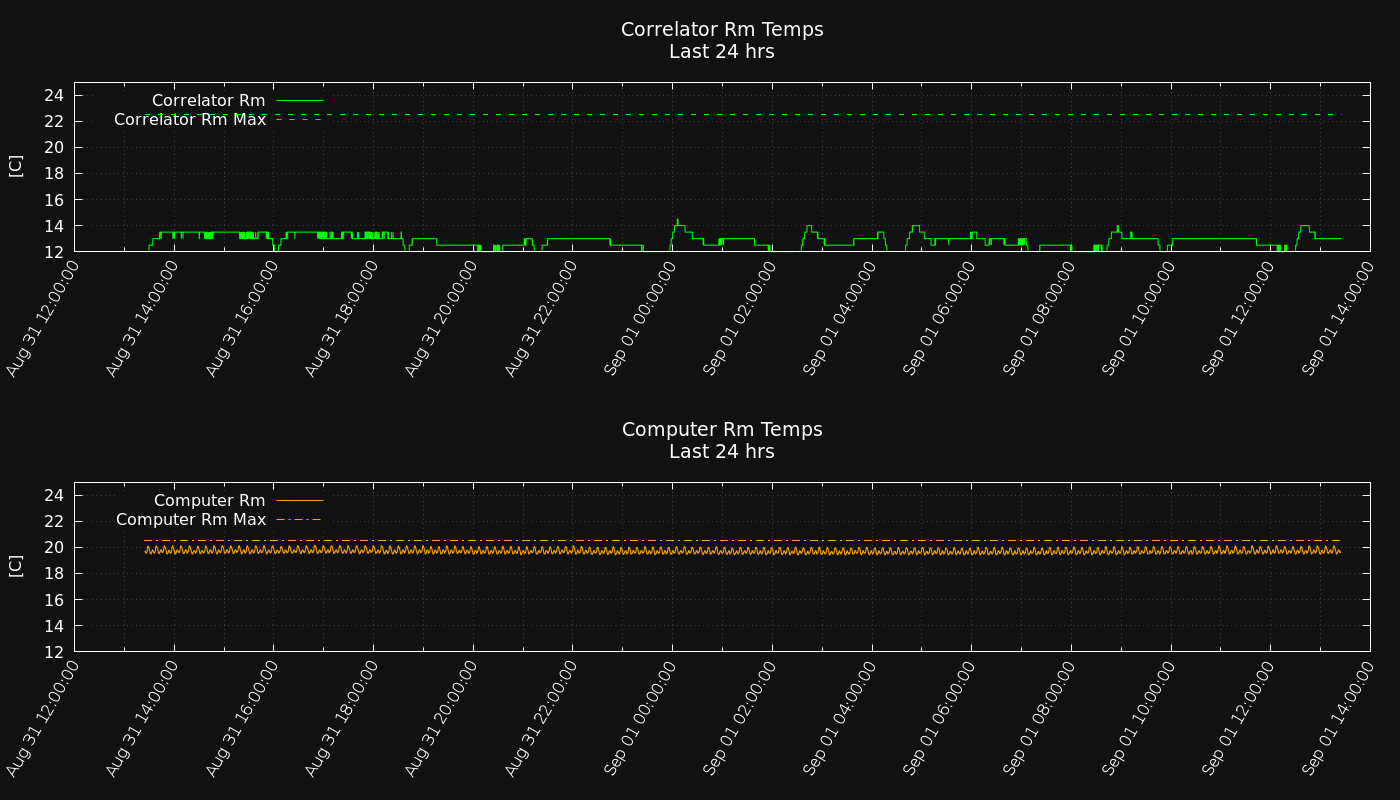 Correlator Rm Temps
Last 24 hrs
Correlator Rm
Correlator Rm Max
[C]
24
22
20
18
16
14
12
Aug 31 12:00:00
Aug 31 14:00:00
Aug 31 16:00:00
Aug 31 18:00:00
Aug 31 20:00:00
Aug 31 22:00:00
Sep 01 00:00:00
Sep 01 02:00:00
Sep 01 04:00:00
Sep 01 06:00:00
Sep 01 08:00:00
Sep 01 10:00:00
Sep 01 12:00:00
Sep 01 14:00:00
Computer Rm Temps
Last 24 hrs
Computer Rm
Computer Rm Max
[C]
24
22
20
18
16
14
12
Aug 31 12:00:00
Aug 31 14:00:00
Aug 31 16:00:00
Aug 31 18:00:00
Aug 31 20:00:00
Aug 31 22:00:00
Sep 01 00:00:00
Sep 01 02:00:00
Sep 01 04:00:00
Sep 01 06:00:00
Sep 01 08:00:00
Sep 01 10:00:00
Sep 01 12:00:00
Sep 01 14:00:00